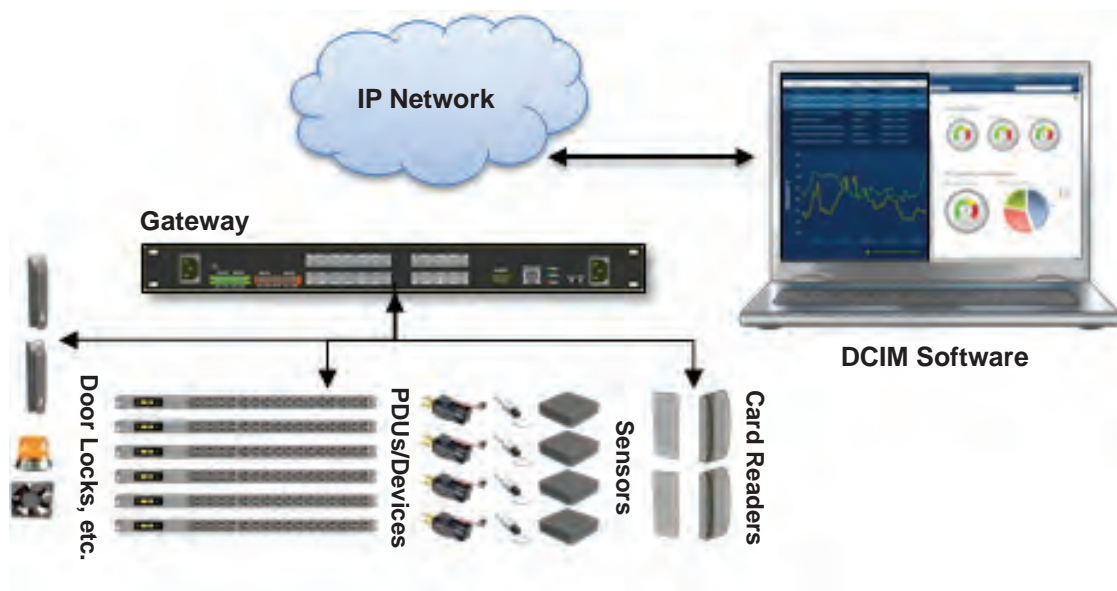 IP Network
Gateway
DCIM Software
Door Locks, etc.
PDUs/Devices
Sensors
Card Readers